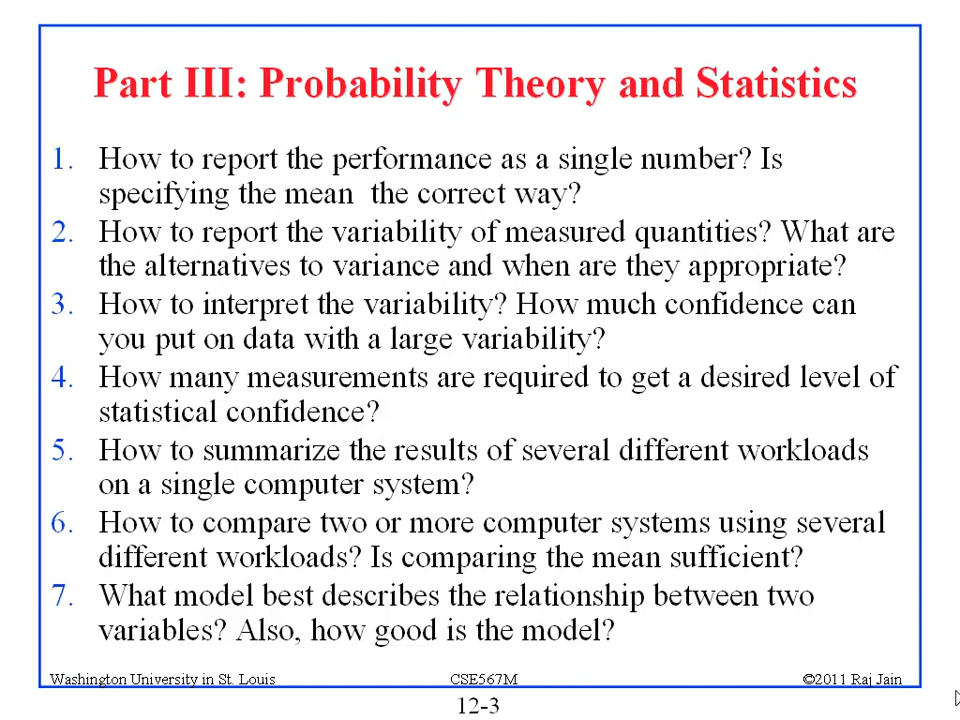 Part III: Probability Theory and Statistics
1. How to report the performance as a single number? Is
specifying the mean the correct way?
2. How to report the variability of measured quantities? What are
the alternatives to variance and when are they appropriate?
3. How to interpret the variability? How much confidence can
you put on data with a large variability?
4. How many measurements are required to get a desired level of
statistical confidence?
5. How to summarize the results of several different workloads
on a single computer system?
6. How to compare two or more computer systems using several
different workloads? Is comparing the mean sufficient?
7. What model best describes the relationship between two
variables? Also, how good is the model?
Washington University in St. Louis CSE567M ©2011 Raj Jain
12-3